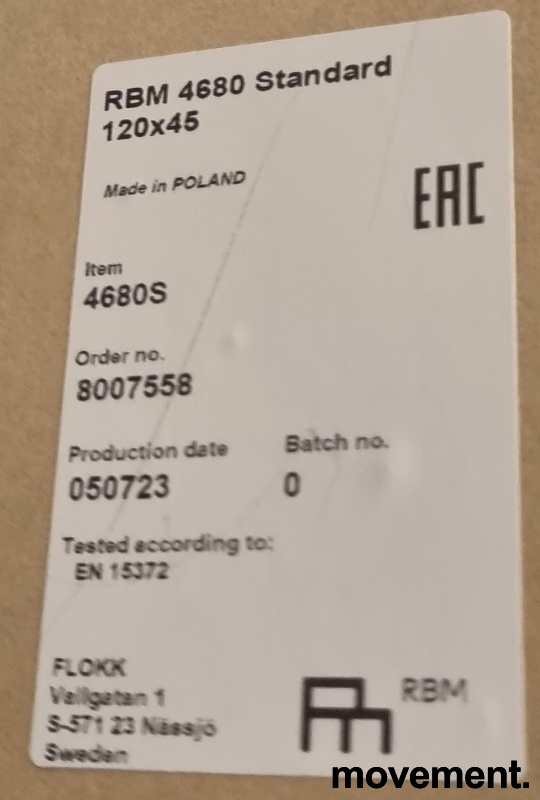 RBM 4680 Standard
120x45
Made in POLAND
EAC
Item
4680S
Order no.
8007558
Production date
050723
Batch no.
0
Tested according to:
EN 15372
FLOKK
Vallgatan 1
S-571 23 Nässjö
Sweden
RBM
movement.